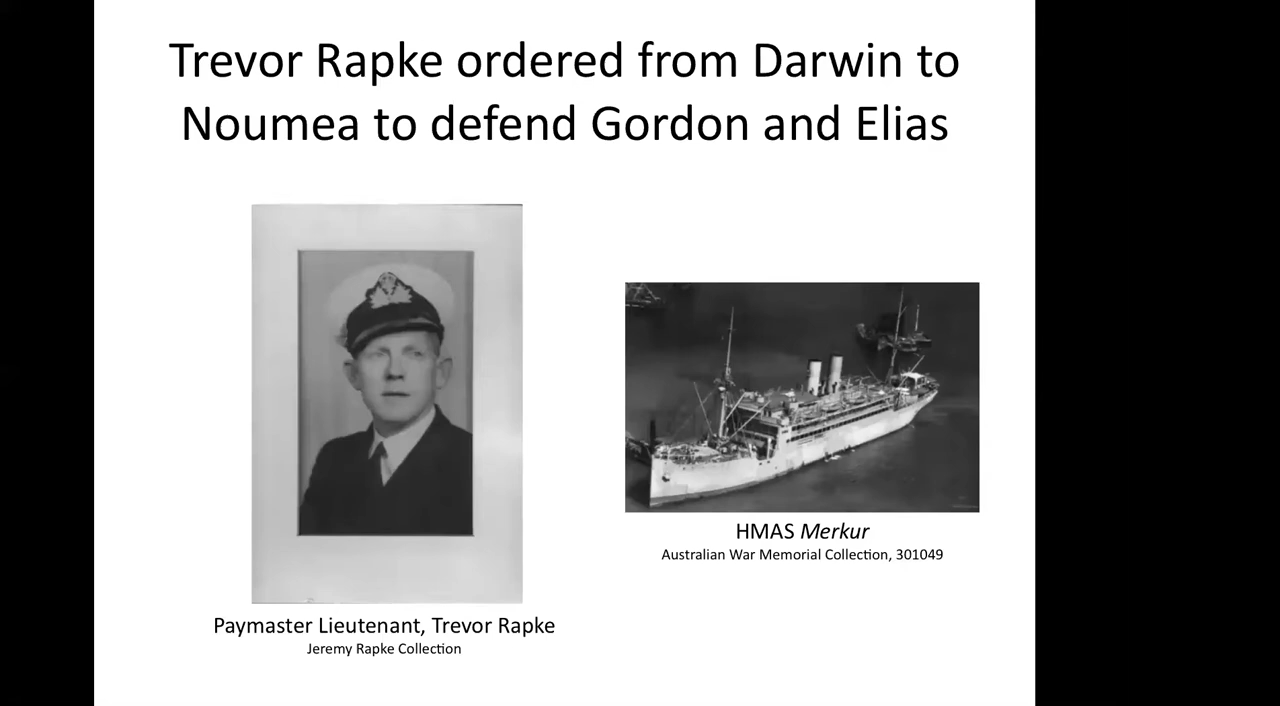 Trevor Rapke ordered from Darwin to
Noumea to defend Gordon and Elias
HMAS Merkur
Australian War Memorial Collection, 301049
Paymaster Lieutenant, Trevor Rapke
Jeremy Rapke Collection